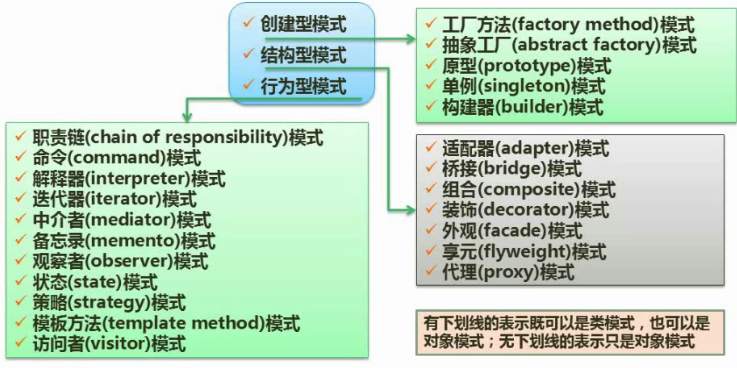 创建型模式
结构型模式
行为型模式
工厂方法(factory method)模式
抽象工厂(abstract factory)模式
原型(prototype)模式
单例(singleton)模式
构建器(builder)模式
职责链(chain of responsibility)模式
命令(command)模式
解释器(interpreter)模式
迭代器(iterator)模式
中介者(mediator)模式
备忘录(memento)模式
观察者(observer)模式
状态(state)模式
策略(strategy)模式
模板方法(template method)模式
访问者(visitor)模式
适配器(adapter)模式
桥接(bridge)模式
组合(composite)模式
装饰(decorator)模式
外观(facade)模式
享元(flyweight)模式
代理(proxy)模式
有下划线的表示既可以是类模式，也可以是
对象模式；无下划线的表示只是对象模式